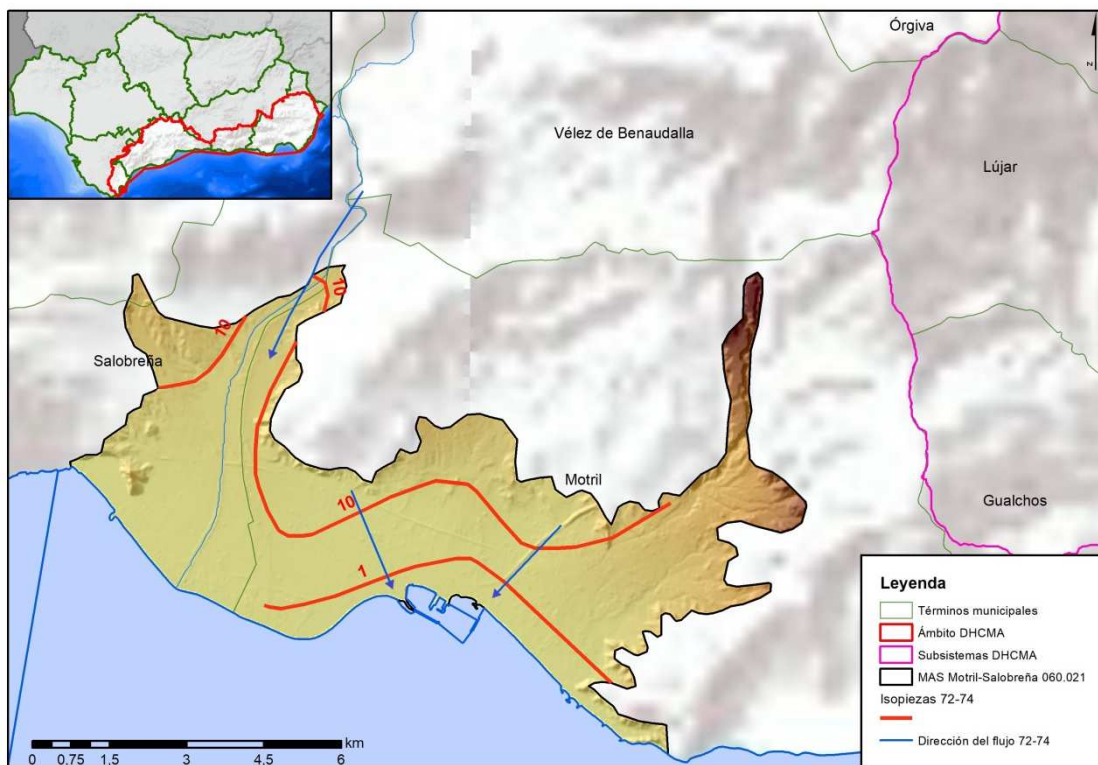 Órgiva
N
Vélez de Benaudalla
Lújar
10
10
Salobreña
Motril
10
Gualchos
1
Leyenda
Términos municipales
Ámbito DHCMA
Subsistemas DHCMA
MAS Motril-Salobreña 060.021
Isopiezas 72-74
Dirección del flujo 72-74
km
0 0.75 1.5 3 4.5 6